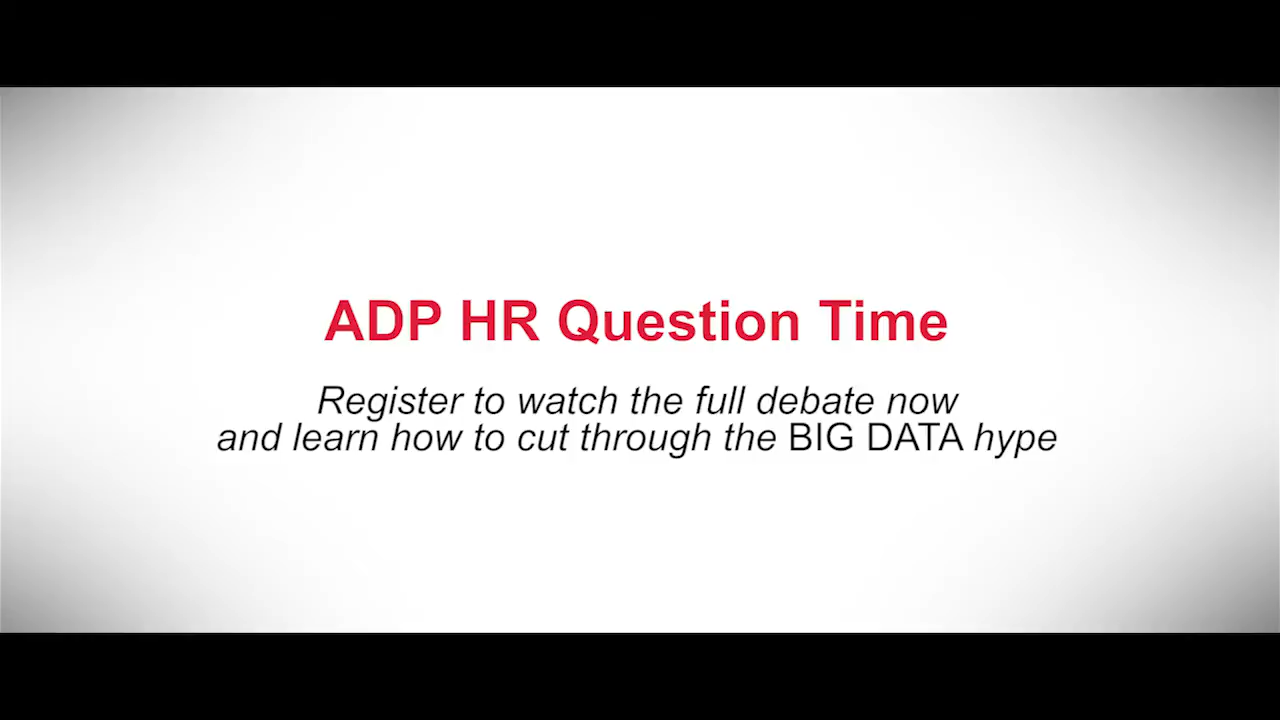 ADP HR Question Time
Register to watch the full debate now
and learn how to cut through the BIG DATA hype